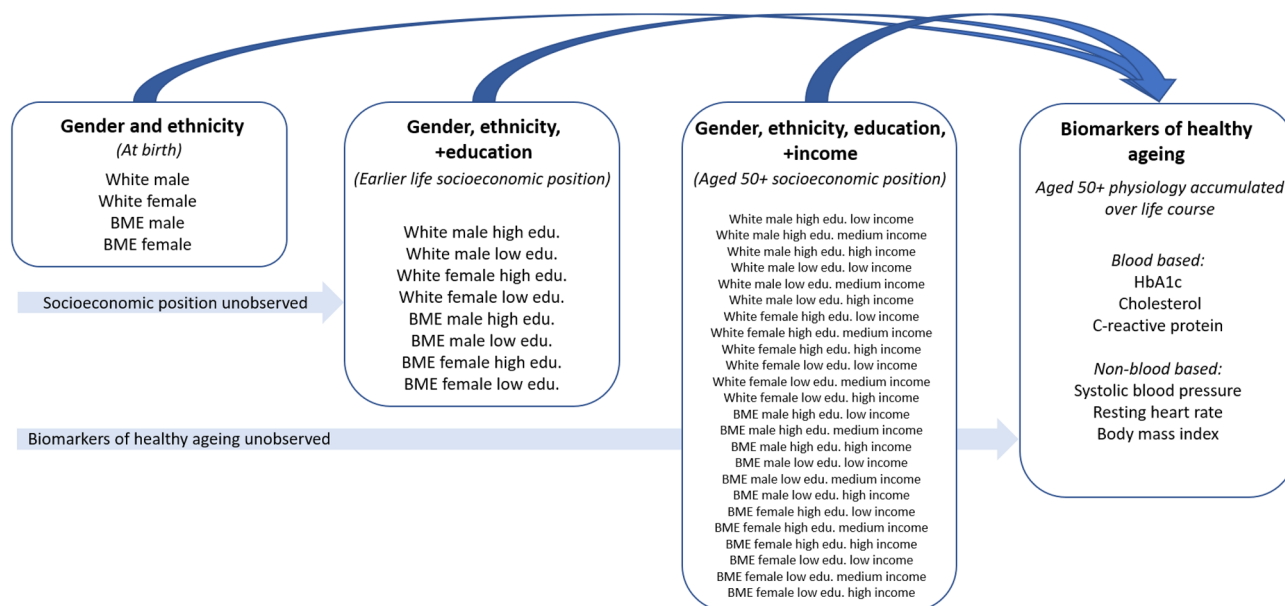 Gender and ethnicity
(At birth)
White male
White female
BME male
BME female
Socioeconomic position unobserved
Biomarkers of healthy ageing unobserved
Gender, ethnicity,
+education
(Earlier life socioeconomic position)
White male high edu.
White male low edu.
White female high edu.
White female low edu.
BME male high edu.
BME male low edu.
BME female high edu.
BME female low edu.
Gender, ethnicity, education,
+income
(Aged 50+ socioeconomic position)
White male high edu. low income
White male high edu. medium income
White male high edu. high income
White male low edu. low income
White male low edu. medium income
White male low edu. high income
White female high edu. low income
White female high edu. medium income
White female high edu. high income
White female low edu. low income
White female low edu. medium income
White female low edu. high income
BME male high edu. low income
BME male high edu. medium income
BME male high edu. high income
BME male low edu. low income
BME male low edu. medium income
BME male low edu. high income
BME female high edu. low income
BME female high edu. medium income
BME female high edu. high income
BME female low edu. low income
BME female low edu. medium income
BME female low edu. high income
Biomarkers of healthy
ageing
Aged 50+ physiology accumulated
over life course
Blood based:
HbA1c
Cholesterol
C-reactive protein
Non-blood based:
Systolic blood pressure
Resting heart rate
Body mass index